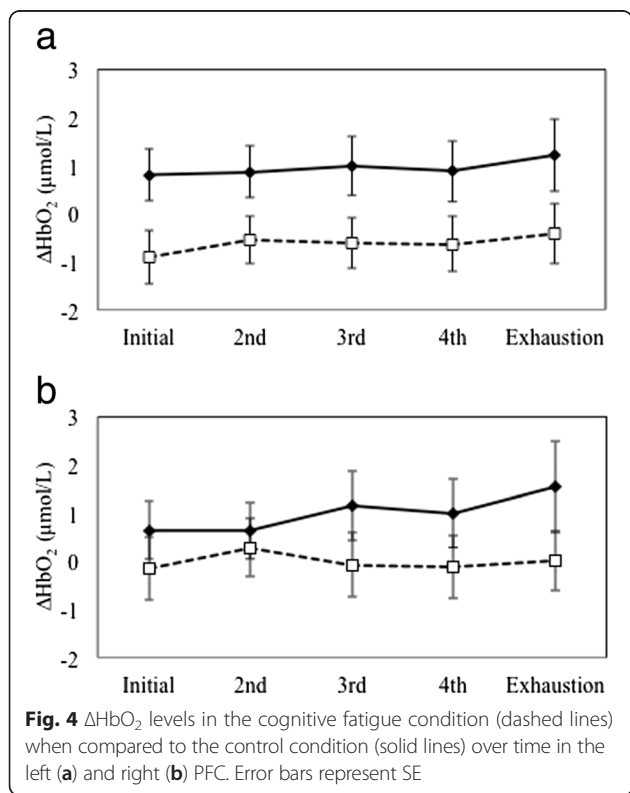 a
3
2
1
0
-1
-2
ΔHbO₂ (μmol/L)
Initial 2nd 3rd 4th Exhaustion
b
3
2
1
0
-1
-2
ΔHbO₂ (μmol/L)
Initial 2nd 3rd 4th Exhaustion
Fig. 4 ΔHbO₂ levels in the cognitive fatigue condition (dashed lines)
when compared to the control condition (solid lines) over time in the
left (a) and right (b) PFC. Error bars represent SE